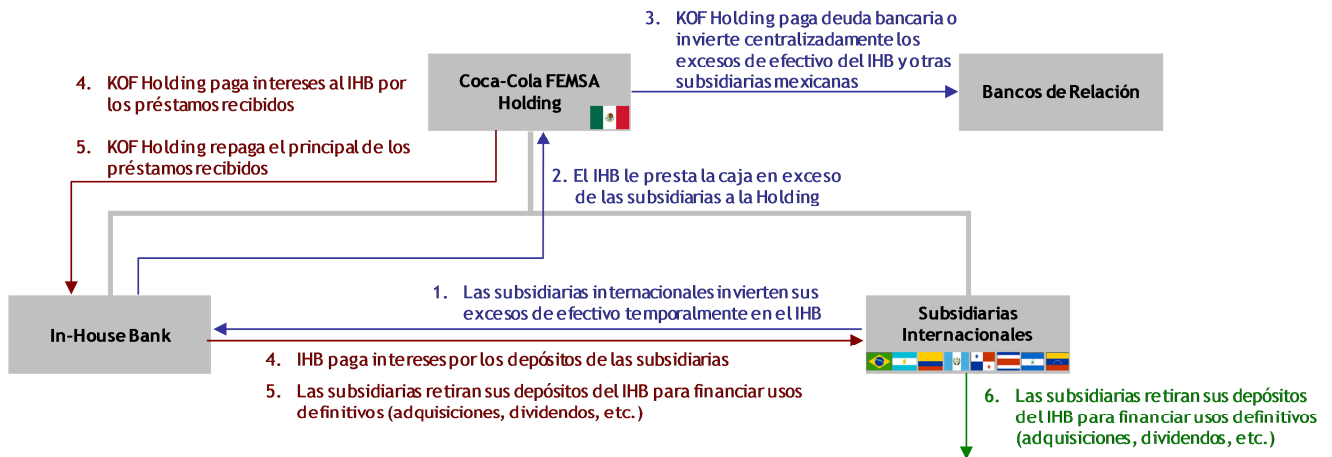 3. KOF Holding paga deuda bancaria o
invierte centralizadamente los
excesos de efectivo del IHB y otras
subsidiarias mexicanas
4. KOF Holding paga intereses al IHB por
los préstamos recibidos
5. KOF Holding repaga el principal de los
préstamos recibidos
Coca-Cola FEMSA
Holding
Bancos de Relación
2. El IHB le presta la caja en exceso
de las subsidiarias a la Holding
In-House Bank
1. Las subsidiarias internacionales invierten sus
excesos de efectivo temporalmente en el IHB
Subsidiarias
Internacionales
4. IHB paga intereses por los depósitos de las subsidiarias
5. Las subsidiarias retiran sus depósitos del IHB para financiar usos
definitivos (adquisiciones, dividendos, etc.)
6. Las subsidiarias retiran sus depósitos
del IHB para financiar usos definitivos
(adquisiciones, dividendos, etc.)